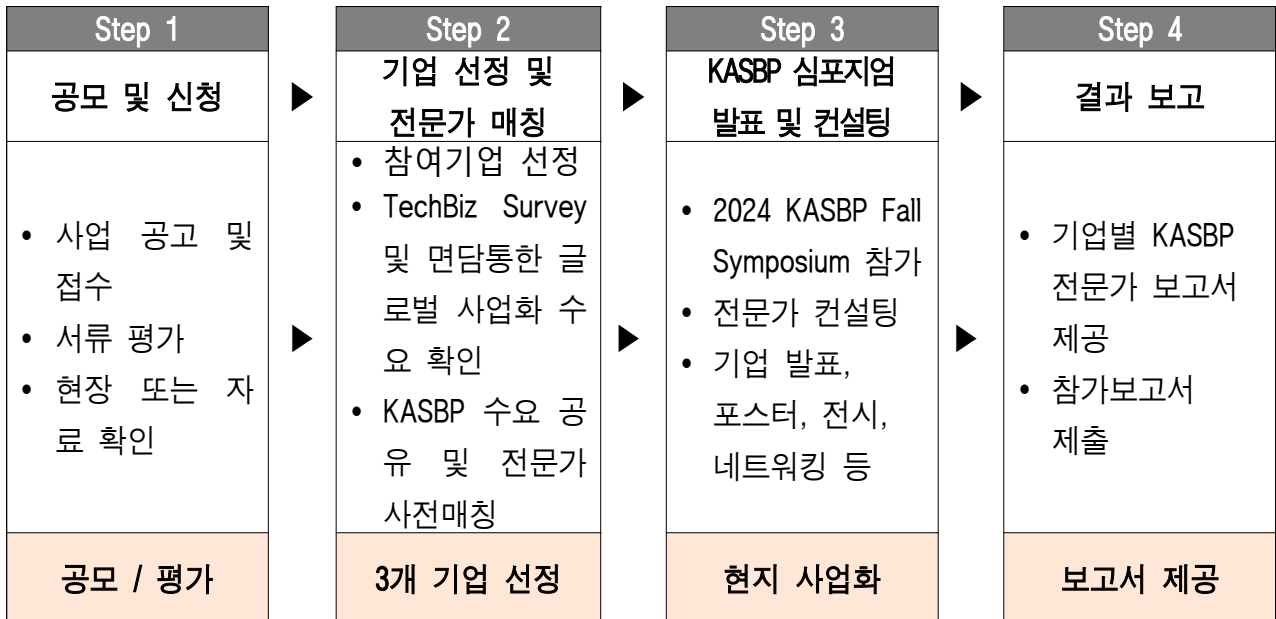 Step 1
공모 및 신청
• 사업 공고 및
접수
• 서류 평가
• 현장 또는 자
료 확인
공모 / 평가
▶
▶
Step 2
기업 선정 및
전문가 매칭
• 참여기업 선정
• TechBiz Survey
및 면담통한 글
로벌 사업화 수
요 확인
• KASBP 수요 공
유 및 전문가
사전매칭
3개 기업 선정
▶
▶
Step 3
KASBP 심포지엄
발표 및 컨설팅
• 2024 KASBP Fall
Symposium 참가
• 전문가 컨설팅
• 기업 발표,
포스터, 전시,
네트워킹 등
현지 사업화
▶
▶
Step 4
결과 보고
• 기업별 KASBP
전문가 보고서
제공
• 참가보고서
제출
보고서 제공